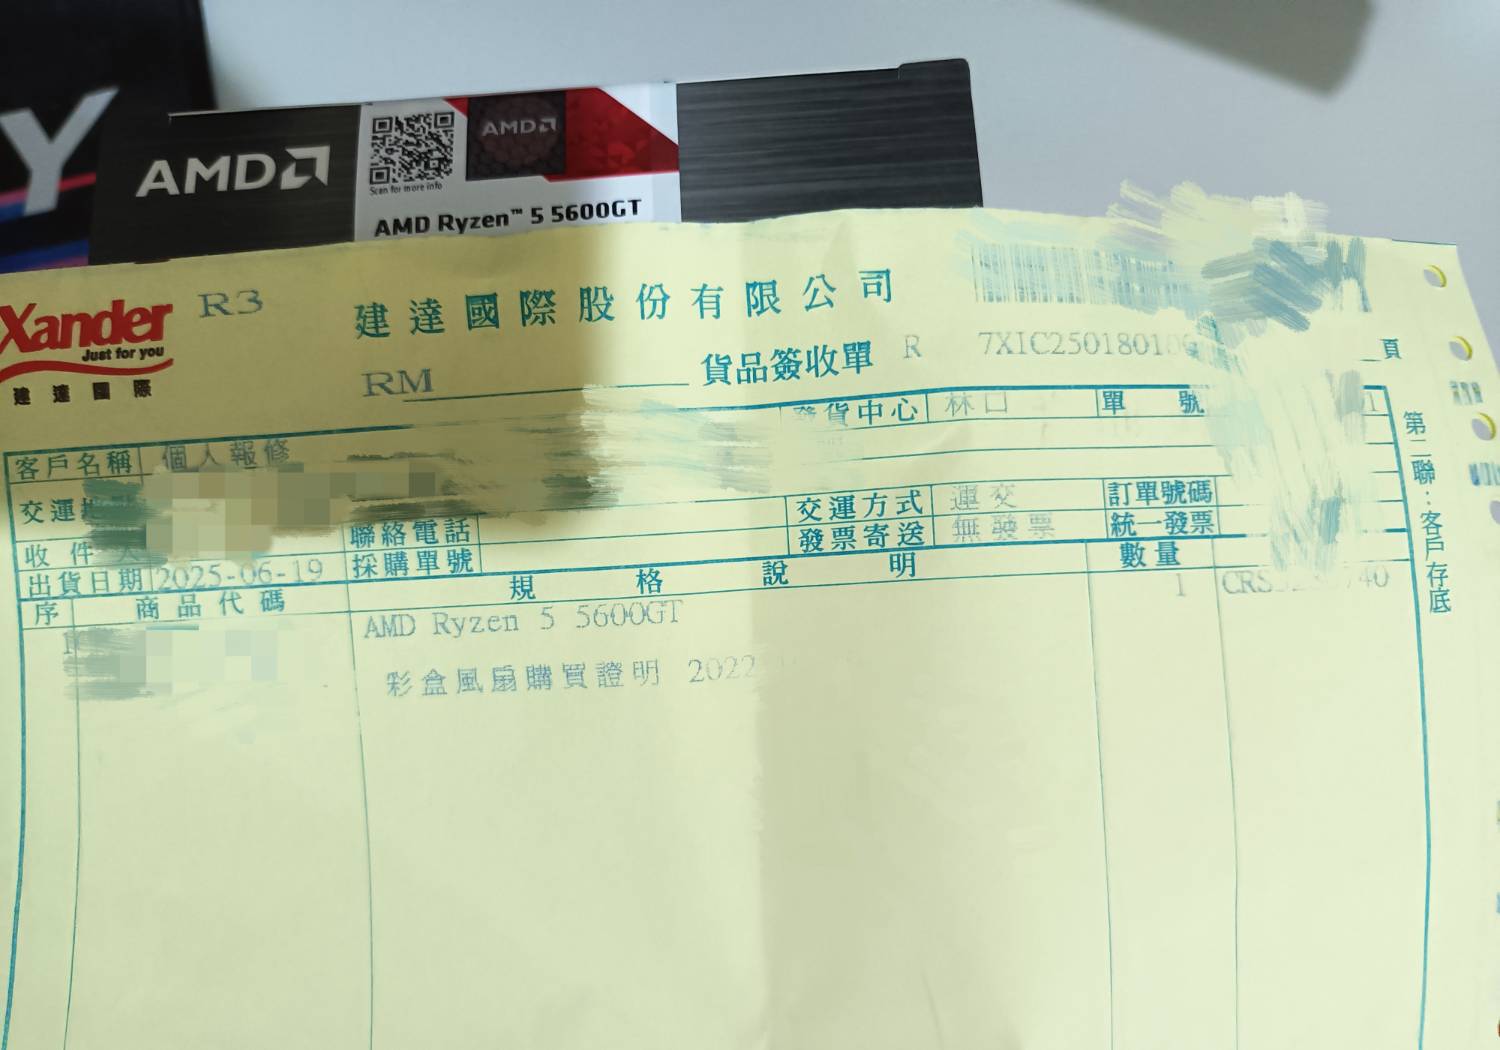 Y
AMD
AMD
Scan for more info
AMD Ryzen™ 5 5600GT
Xander
Just for you
建達國際
R3
建達國際股份有限公司
RM
貨品簽收單
R 7XIC25018010
頁
客戶名稱 個人報修
發貨中心 林口
單號
交運
交運方式 運交
訂單號碼
收件人
聯絡電話
發票寄送 無發票
統一發票
出貨日期 2025-06-19
採購單號
序 商品代碼 規格說明 數量
AMD Ryzen 5 5600GT 1
彩盒風扇購買證明 2022
第二聯:客戶存底